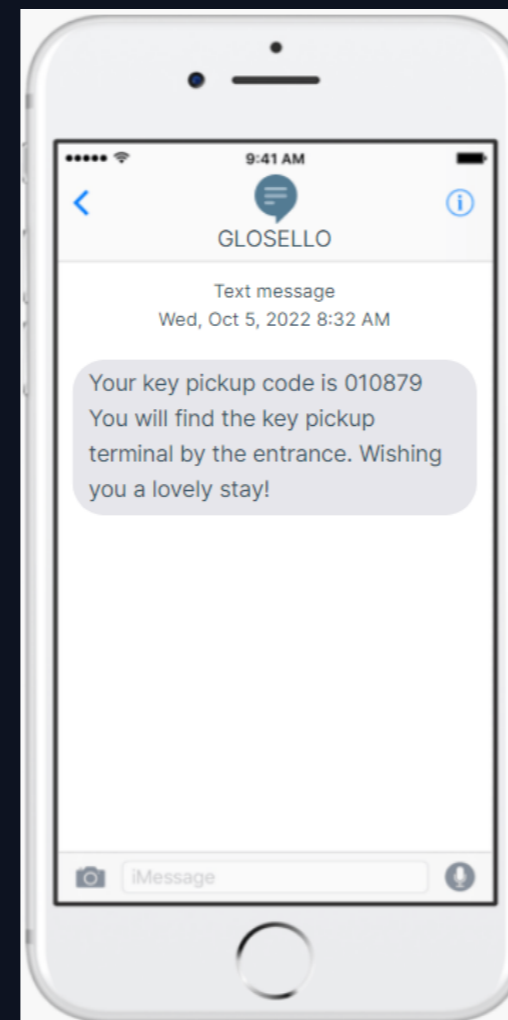 9:41 AM
GLOSELLO
Text message
Wed, Oct 5, 2022 8:32 AM
Your key pickup code is 010879
You will find the key pickup
terminal by the entrance. Wishing
you a lovely stay!
iMessage